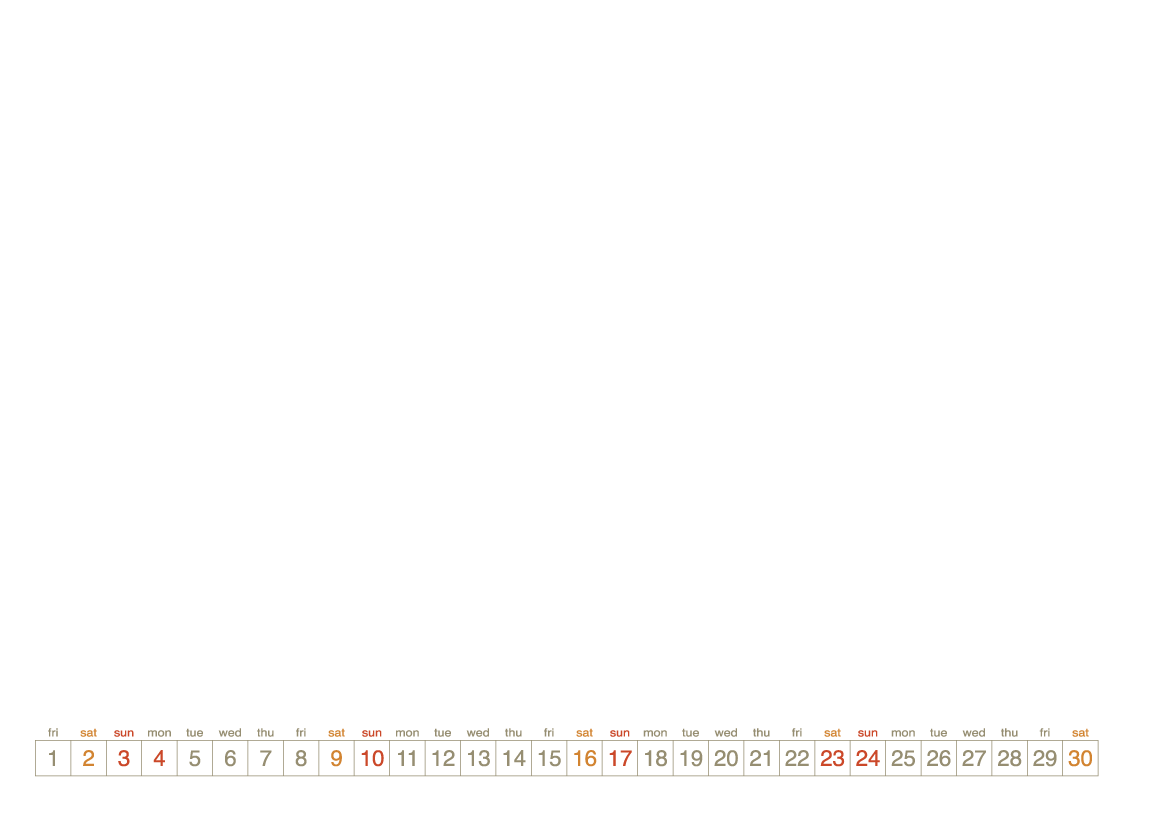 fri sat sun mon tue wed thu fri sat sun mon tue wed thu fri sat sun mon tue wed thu fri sat sun mon tue wed thu fri sat
1 2 3 4 5 6 7 8 9 10 11 12 13 14 15 16 17 18 19 20 21 22 23 24 25 26 27 28 29 30